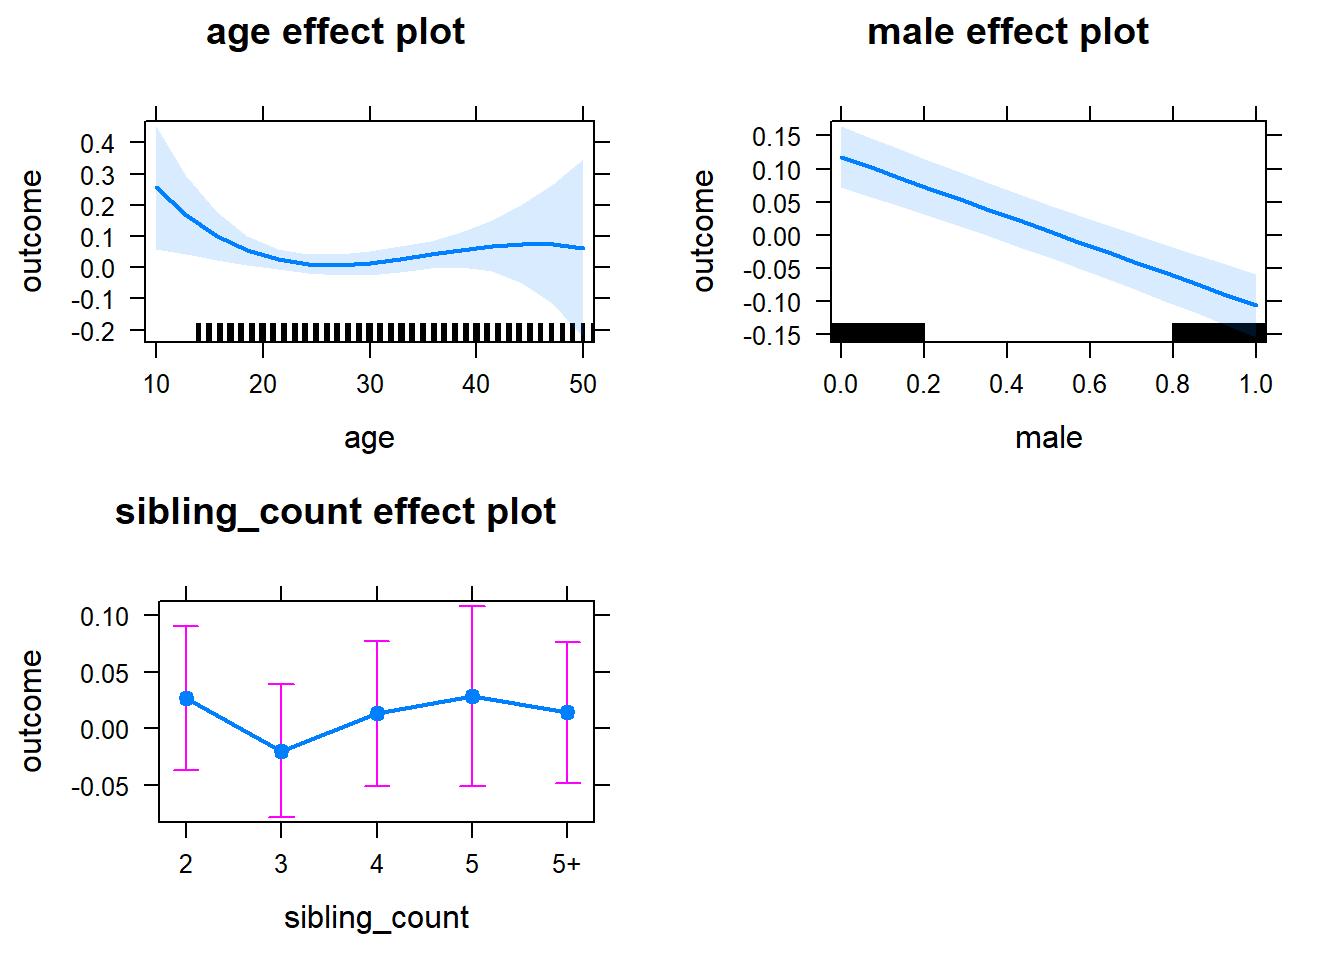 age effect plot
outcome
0.4
0.3
0.2
0.1
0.0
-0.1
-0.2
10 20 30 40 50
age
male effect plot
outcome
0.15
0.10
0.05
0.00
-0.05
-0.10
-0.15
0.0 0.2 0.4 0.6 0.8 1.0
male
sibling_count effect plot
outcome
0.10
0.05
0.00
-0.05
2 3 4 5 5+
sibling_count